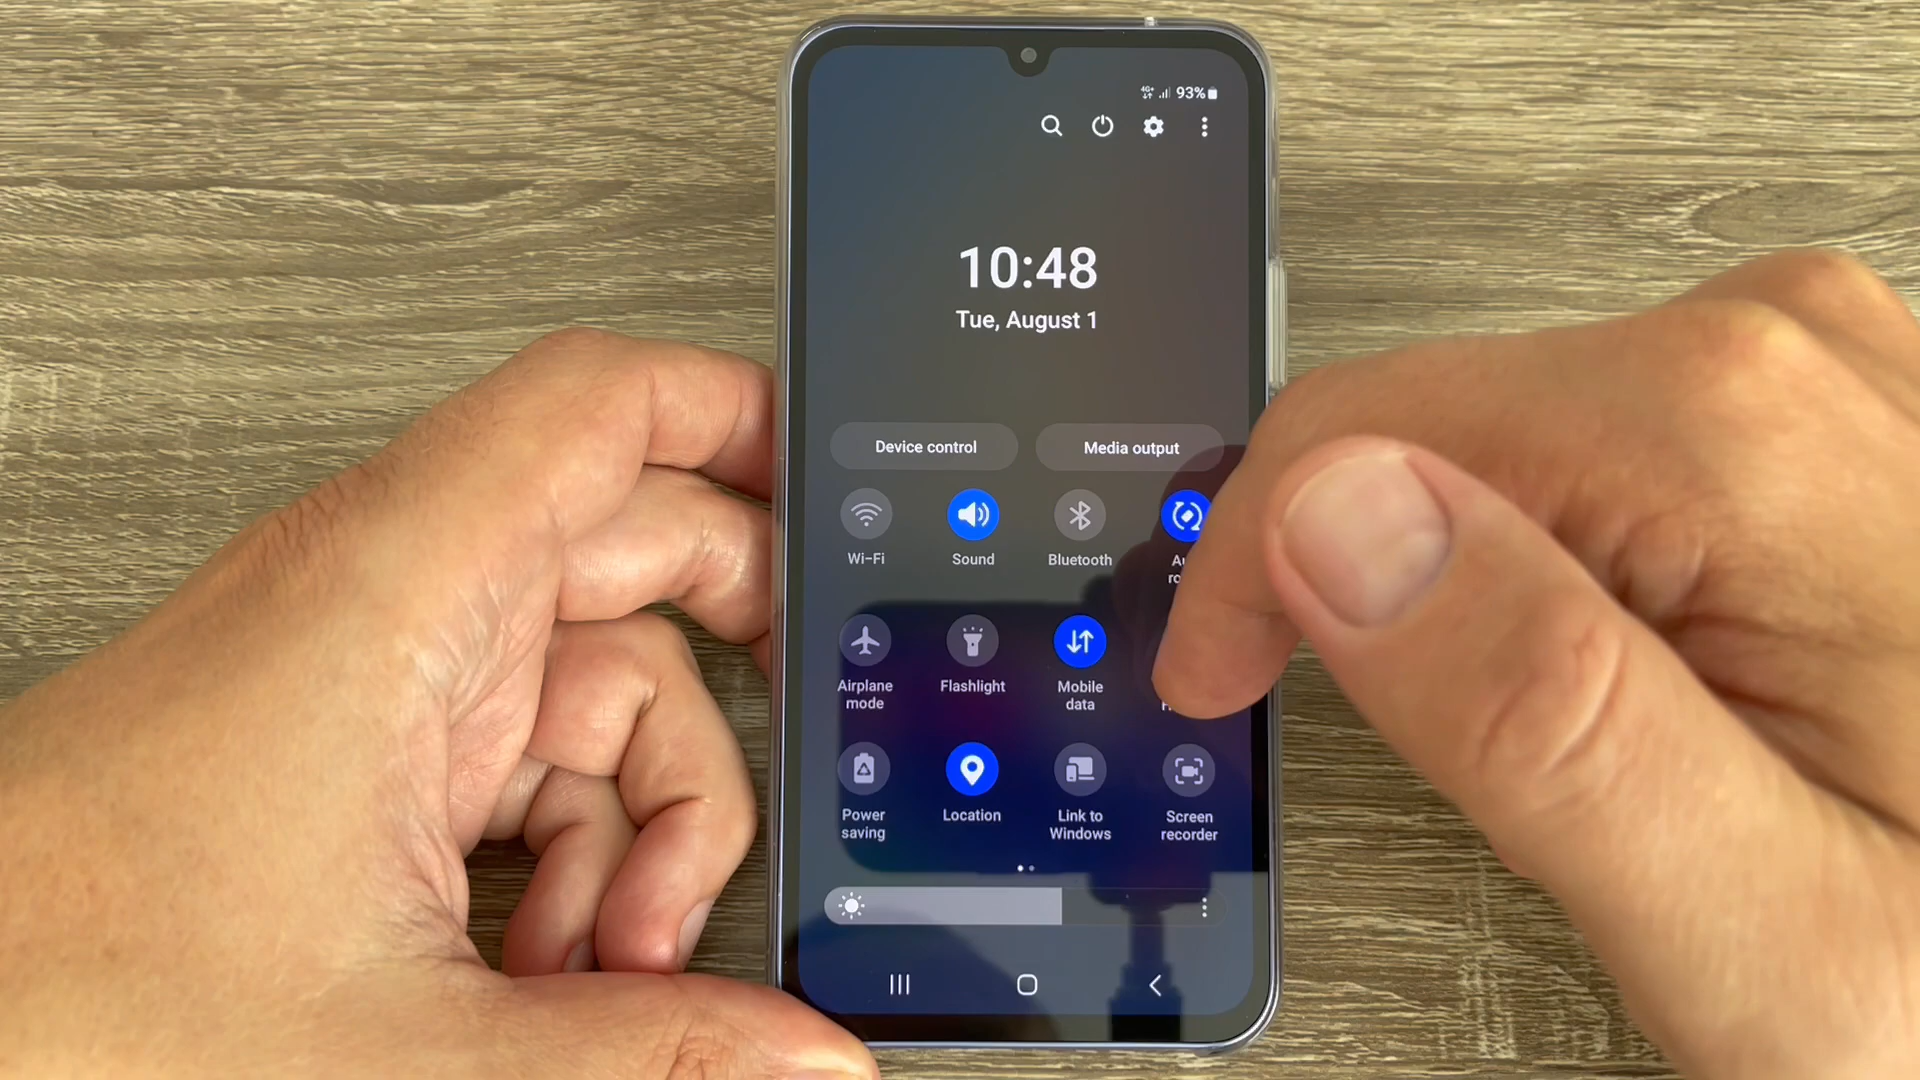 4G+ 93%
10:48
Tue, August 1
Device control Media output
Wi-Fi Sound Bluetooth
Airplane
mode
Flashlight
Mobile
data
Power
saving
Location
Link to
Windows
Screen
recorder